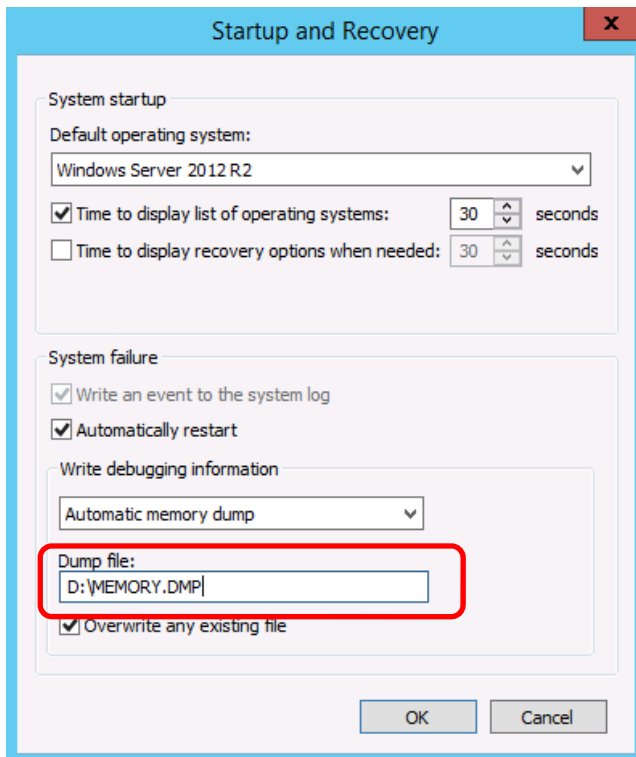 Startup and Recovery
x
System startup
Default operating system:
Windows Server 2012 R2
Time to display list of operating systems: 30 seconds
Time to display recovery options when needed: 30 seconds
System failure
Write an event to the system log
Automatically restart
Write debugging information
Automatic memory dump
Dump file:
D:\MEMORY.DMP
Overwrite any existing file
OK Cancel